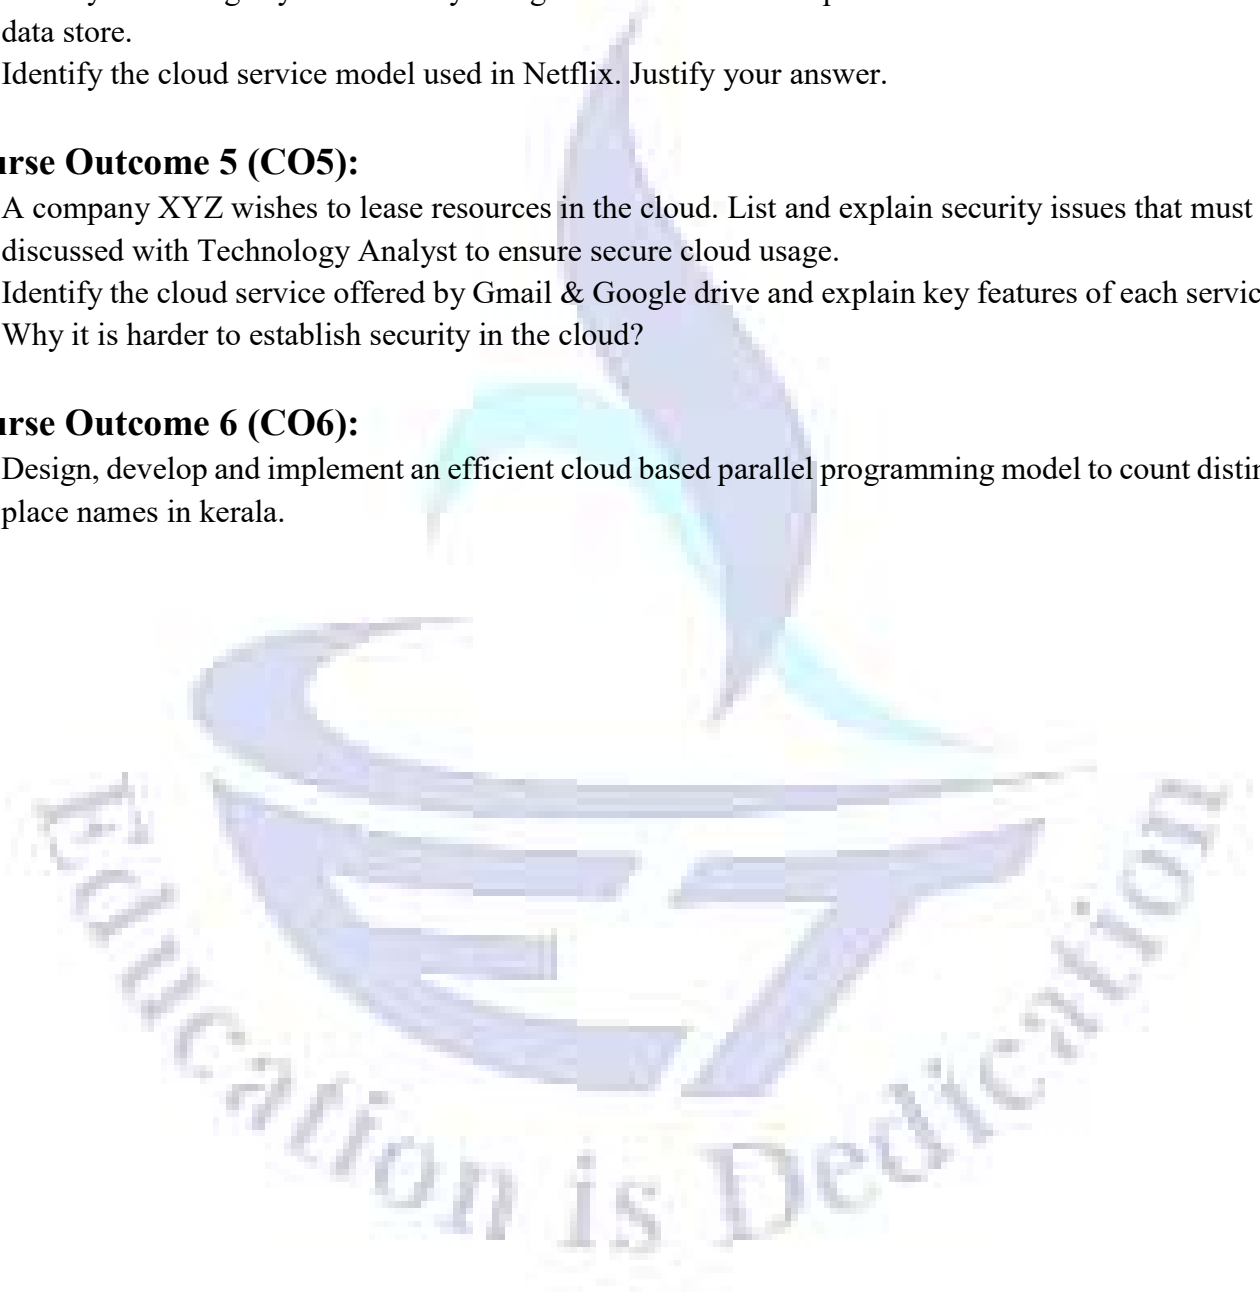 data store.
Identify the cloud service model used in Netflix. Justify your answer.
urse Outcome 5 (CO5):
A company XYZ wishes to lease resources in the cloud. List and explain security issues that must
discussed with Technology Analyst to ensure secure cloud usage.
Identify the cloud service offered by Gmail & Google drive and explain key features of each servic
Why it is harder to establish security in the cloud?
urse Outcome 6 (CO6):
Design, develop and implement an efficient cloud based parallel programming model to count distin
place names in kerala.
Education is Dedication